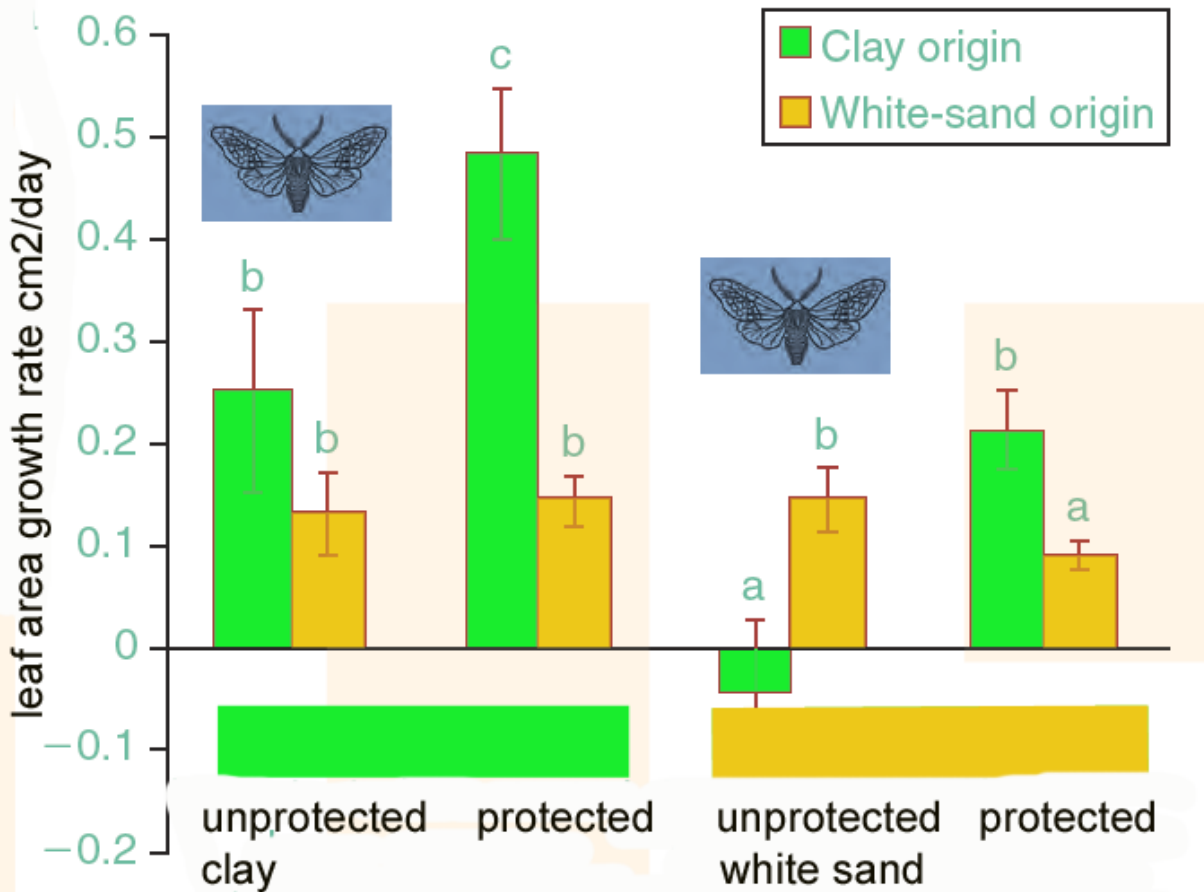 leaf area growth rate cm2/day
0.6
0.5
0.4
0.3
0.2
0.1
0
−0.1
−0.2
Clay origin
White-sand origin
b
b
c
b
a
b
b
a
unprotected protected unprotected protected
clay white sand